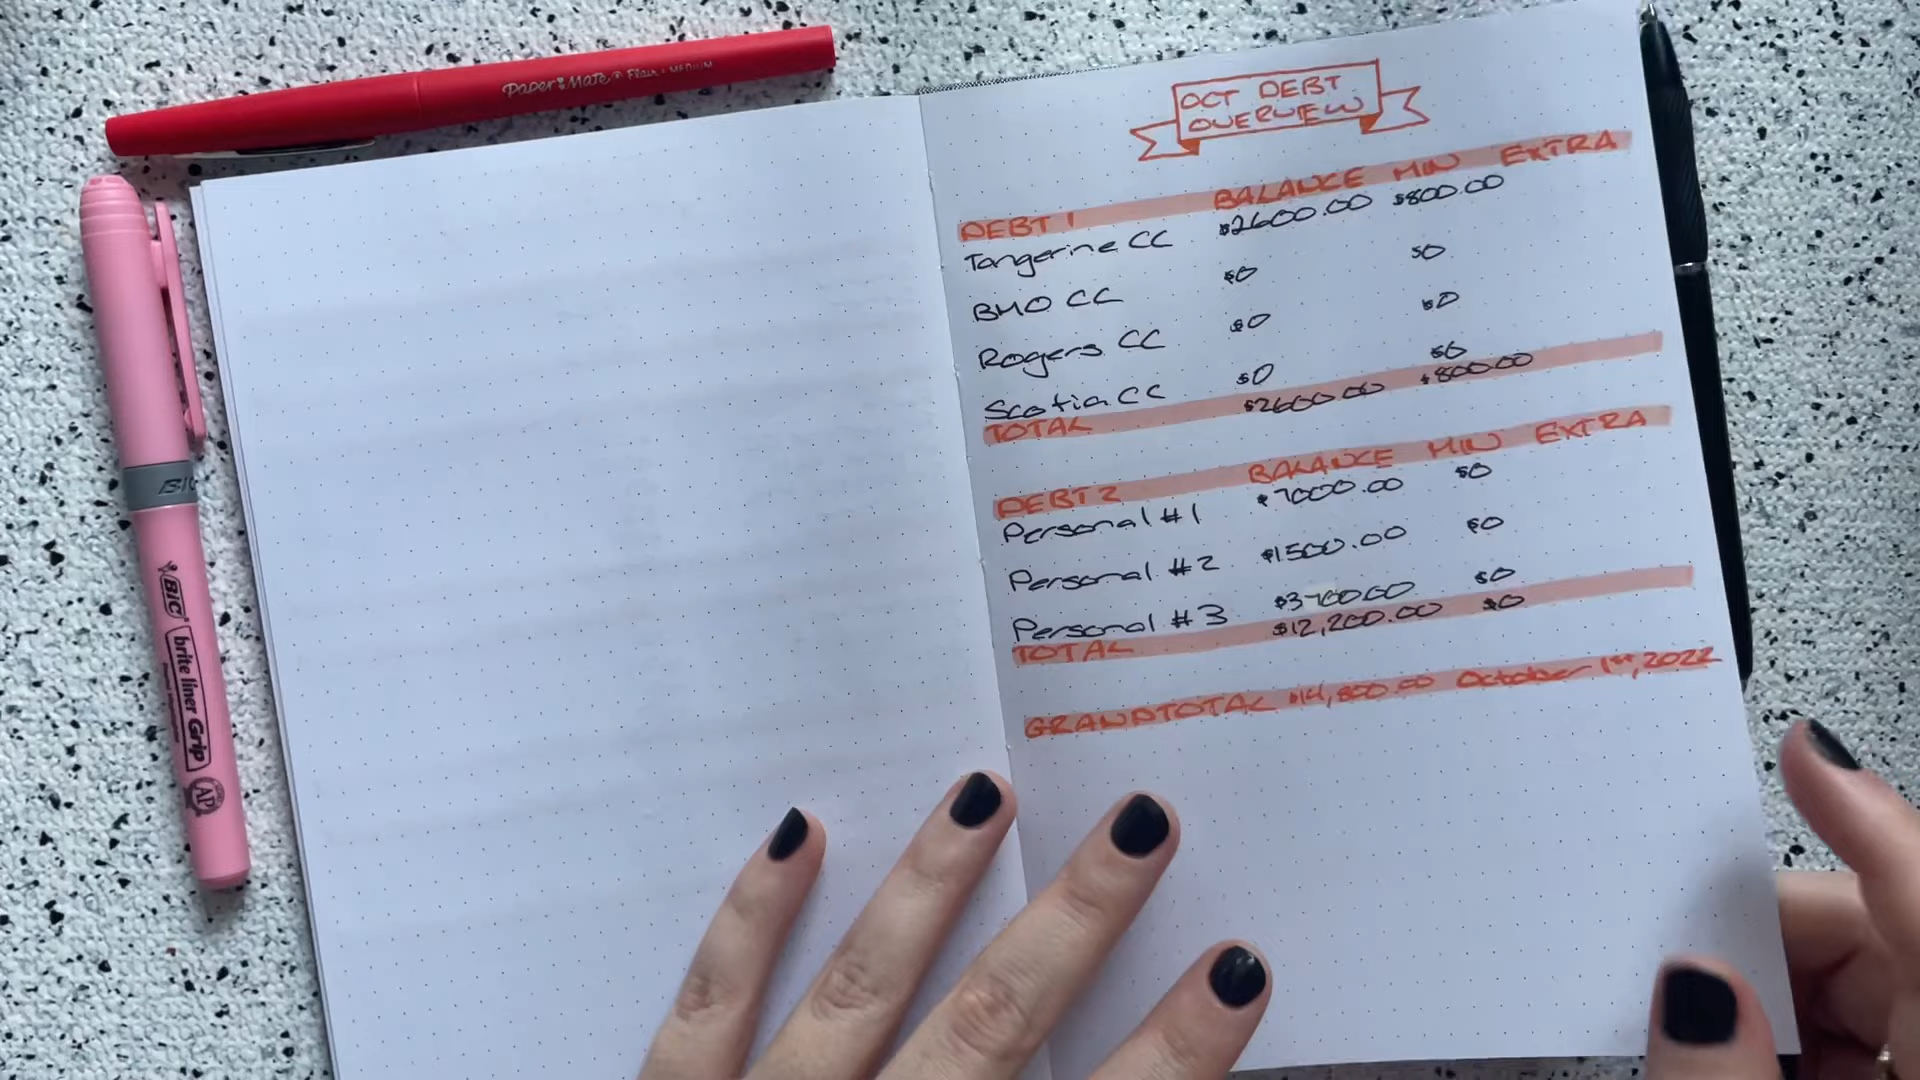 Paper Mate Flair · MEDIUM
BIC
BIC
brite liner Grip
AP
OCT DEBT
OVERVIEW
DEBT 1 BALANCE MIN EXTRA
Tangerine CC $2600.00 $800.00
BMO CC $0 $0
Rogers CC $0 $0
Scotia CC $0 $0
TOTAL $2600.00 $800.00
DEBT 2 BALANCE MIN EXTRA
Personal #1 $7000.00 $0
Personal #2 $1500.00 $0
Personal #3 $3700.00 $0
TOTAL $12,200.00 $0
GRANDTOTAL $14,800.00 October 1st, 2022